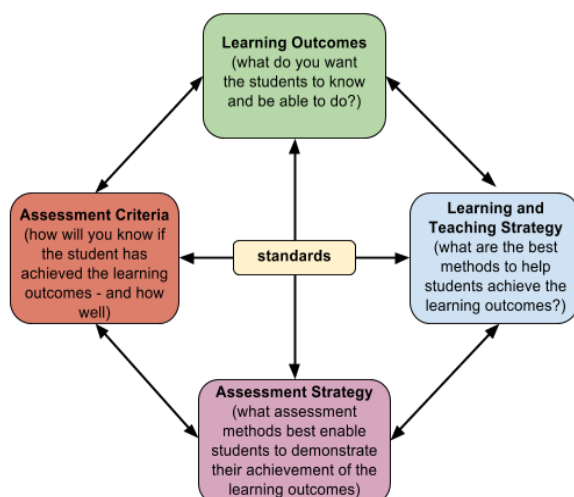 Learning Outcomes
(what do you want
the students to know
and be able to do?)
Assessment Criteria
(how will you know if
the student has
achieved the learning
outcomes - and how
well)
standards
Learning and
Teaching Strategy
(what are the best
methods to help
students achieve the
learning outcomes?)
Assessment Strategy
(what assessment
methods best enable
students to demonstrate
their achievement of the
learning outcomes)